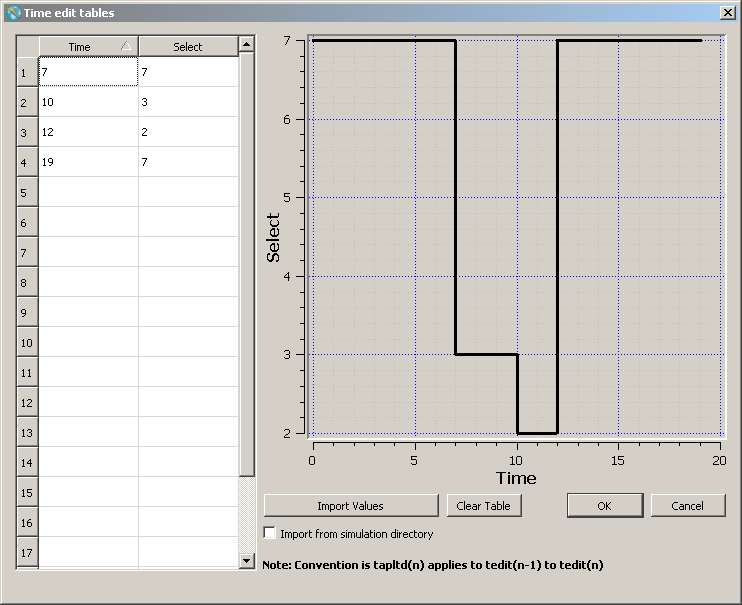 Time edit tables
Time Select
1 7 7
2 10 3
3 12 2
4 19 7
5
6
7
8
9
10
11
12
13
14
15
16
17
7
6
5
4
3
2
Select
0 5 10 15 20
Time
Import Values Clear Table OK Cancel
Import from simulation directory
Note: Convention is tapltd(n) applies to tedit(n-1) to tedit(n)